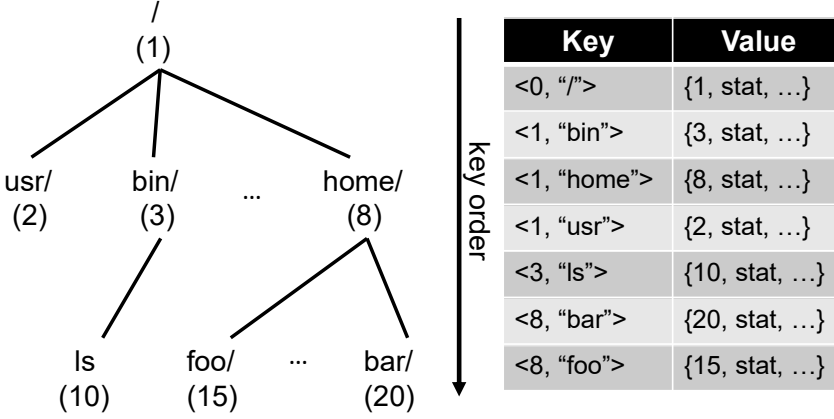 /
(1)
usr/ bin/ ... home/
(2) (3) (8)
ls foo/ ... bar/
(10) (15) (20)
key order
Key Value
<0, “/”> {1, stat, …}
<1, “bin”> {3, stat, …}
<1, “home”> {8, stat, …}
<1, “usr”> {2, stat, …}
<3, “ls”> {10, stat, …}
<8, “bar”> {20, stat, …}
<8, “foo”> {15, stat, …}